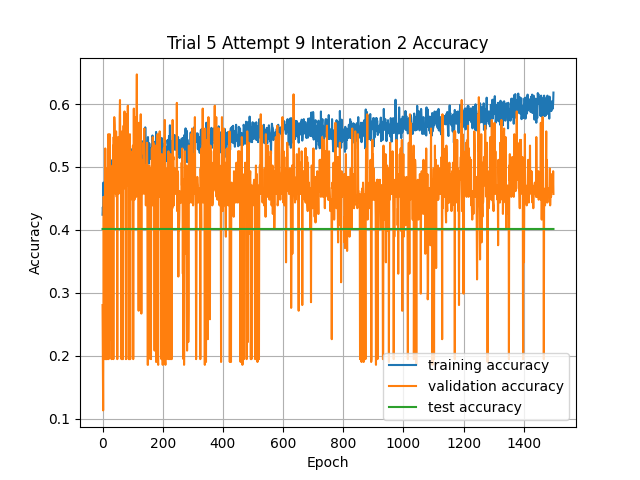 Trial 5 Attempt 9 Interation 2 Accuracy
0.6
0.5
0.4
0.3
0.2
0.1
Accuracy
0 200 400 600 800 1000 1200 1400
Epoch
training accuracy
validation accuracy
test accuracy